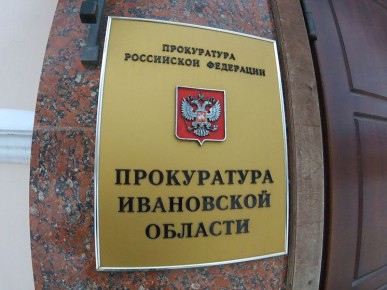 ПРОКУРАТУРА
РОССИЙСКОЙ ФЕДЕРАЦИИ
ПРОКУРАТУРА
ИВАНОВСКОЙ
ОБЛАСТИ